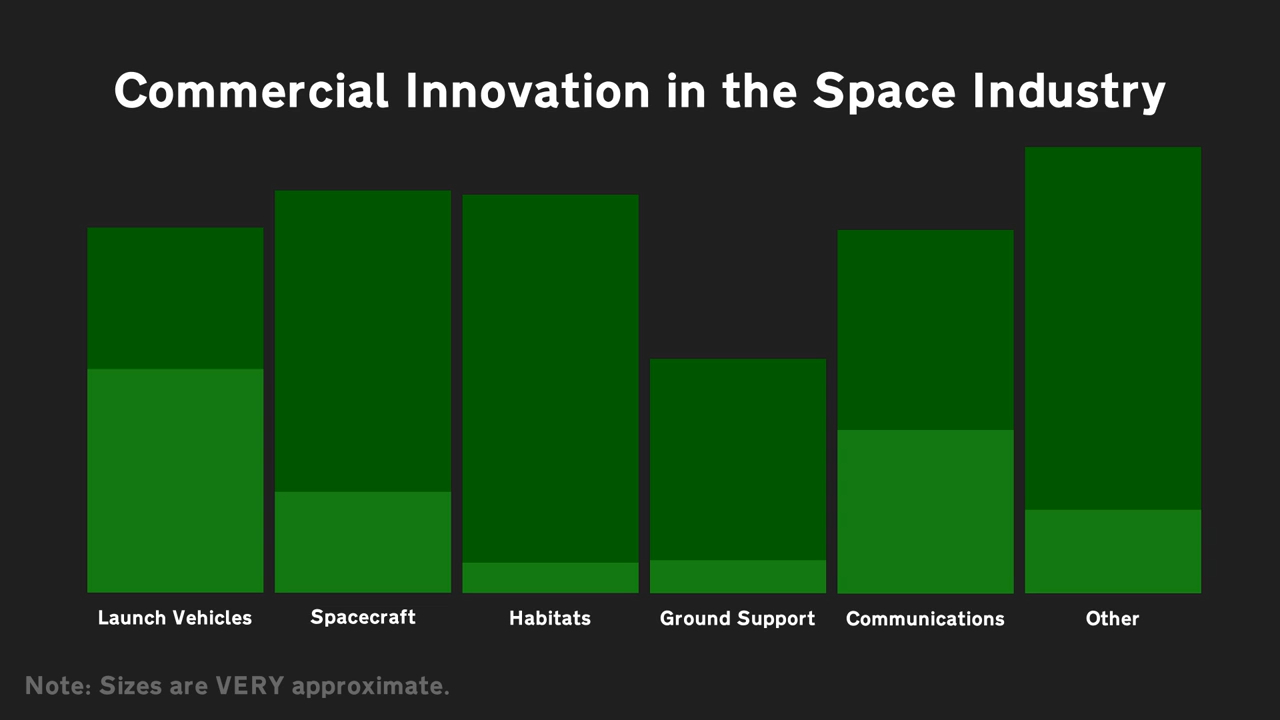 Commercial Innovation in the Space Industry
Launch Vehicles
Spacecraft
Habitats
Ground Support
Communications
Other
Note: Sizes are VERY approximate.